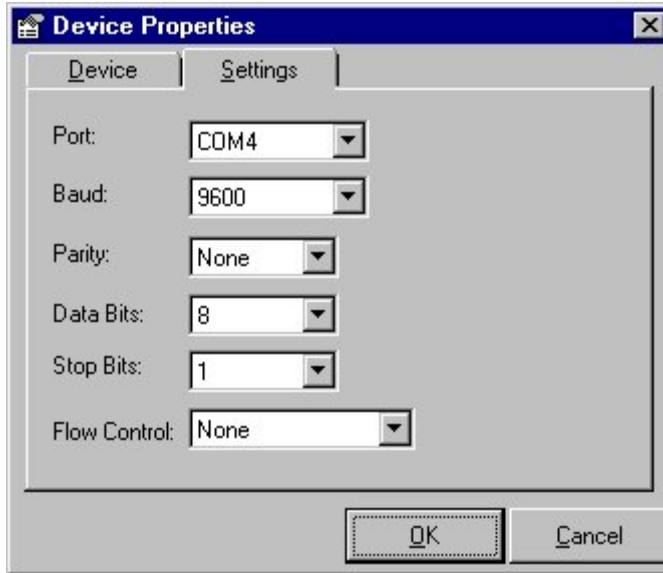 Device Properties
Device Settings
Port: COM4
Baud: 9600
Parity: None
Data Bits: 8
Stop Bits: 1
Flow Control: None
OK Cancel